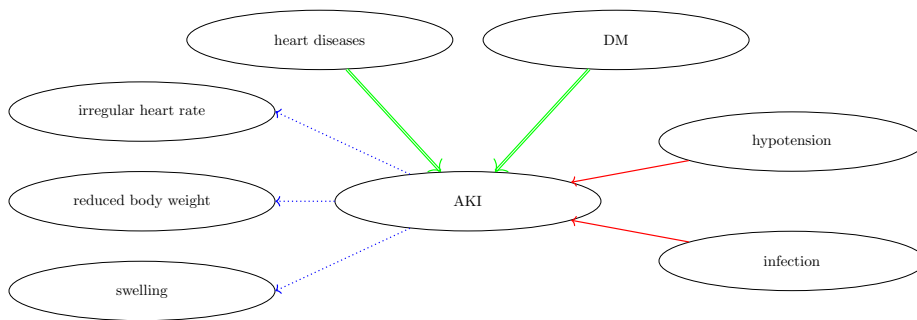 heart diseases
DM
irregular heart rate
hypotension
reduced body weight
AKI
infection
swelling